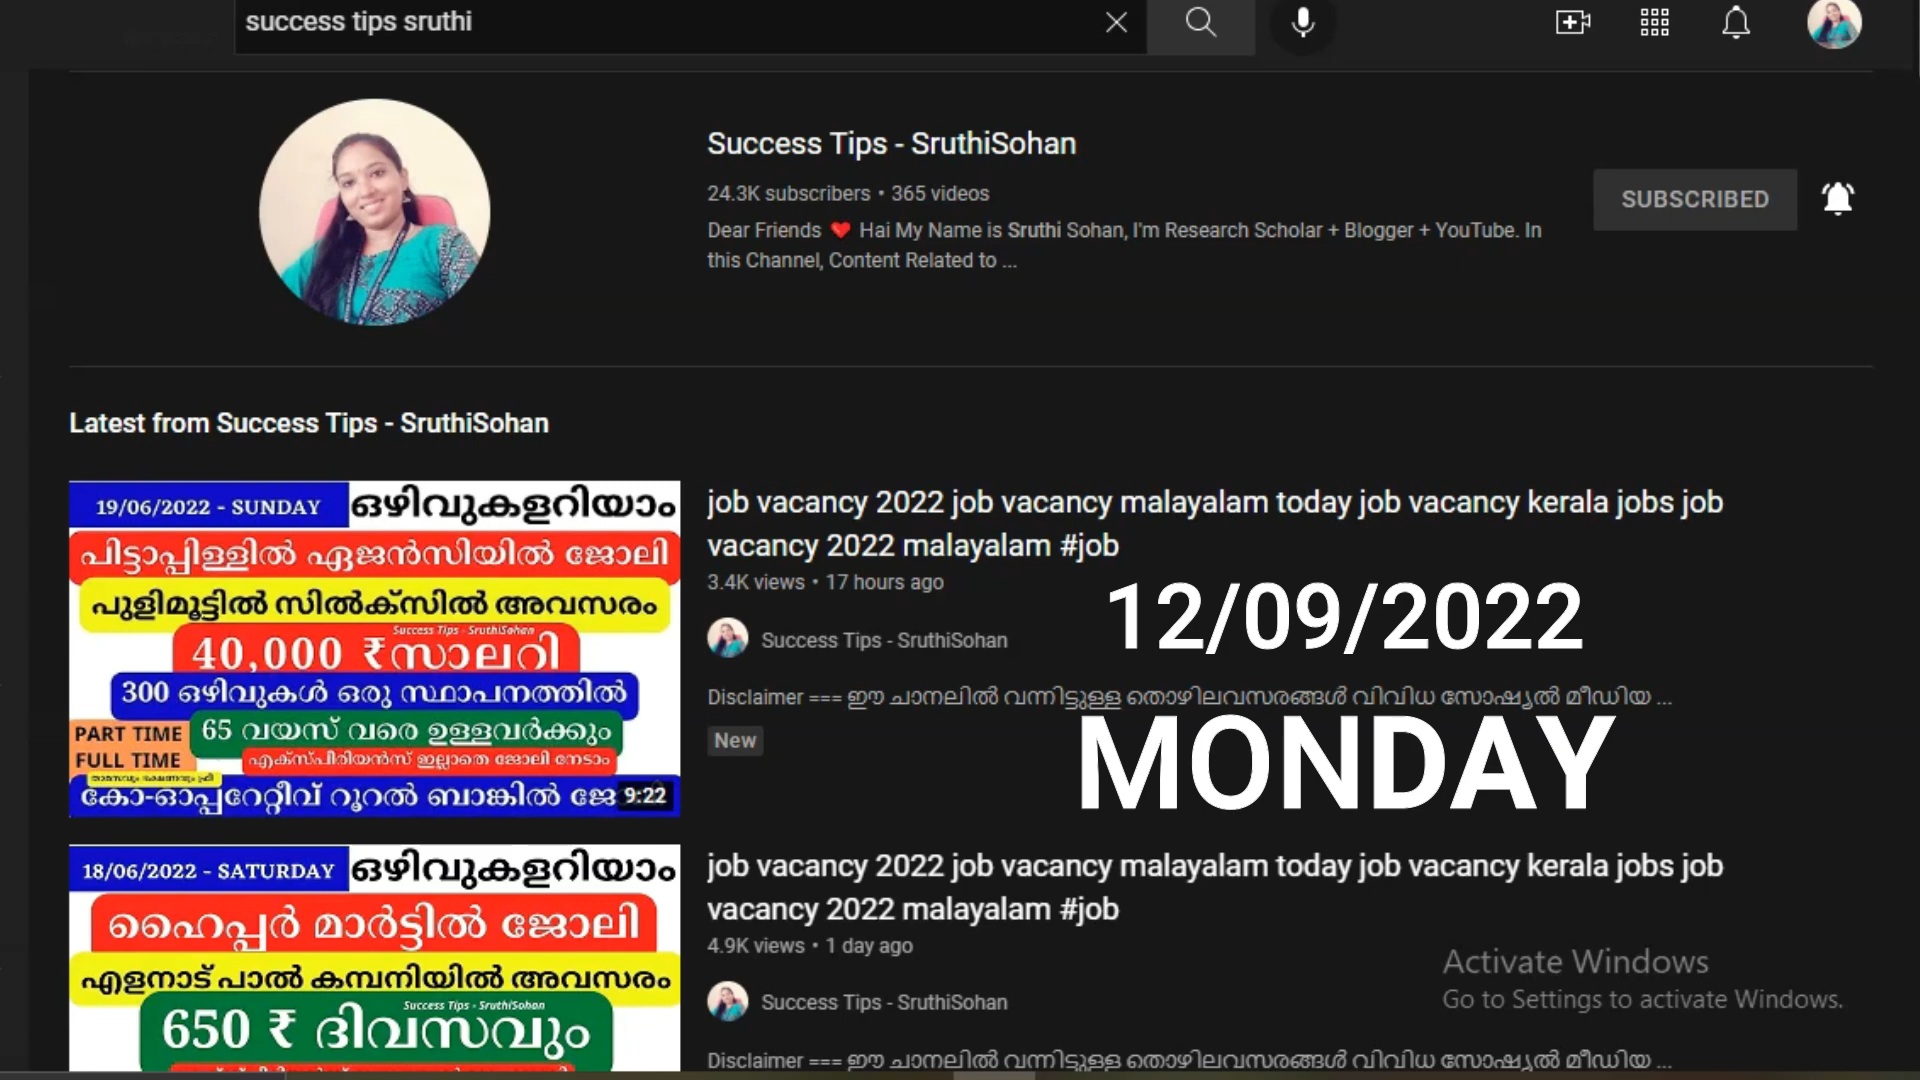 success tips sruthi
Success Tips - SruthiSohan
24.3K subscribers • 365 videos
SUBSCRIBED
Dear Friends ❤ Hai My Name is Sruthi Sohan, I'm Research Scholar + Blogger + YouTube. In
this Channel, Content Related to ...
Latest from Success Tips - SruthiSohan
19/06/2022 - SUNDAY
ഒഴിവുകളറിയാം
പിട്ടാപ്പിള്ളിൽ ഏജൻസിയിൽ ജോലി
പുളിമൂട്ടിൽ സിൽക്സിൽ അവസരം
Success Tips - SruthiSohan
40,000 ₹സാലറി
300 ഒഴിവുകൾ ഒരു സ്ഥാപനത്തിൽ
PART TIME
FULL TIME
65 വയസ് വരെ ഉള്ളവർക്കും
എക്സ്പീരിയൻസ് ഇല്ലാതെ ജോലി നേടാം
താമസവും ഭക്ഷണവും ഫ്രീ
കോ-ഓപ്പറേറ്റീവ് റൂറൽ ബാങ്കിൽ ജേ
9:22
job vacancy 2022 job vacancy malayalam today job vacancy kerala jobs job
vacancy 2022 malayalam #job
3.4K views • 17 hours ago
12/09/2022
Success Tips - SruthiSohan
Disclaimer === ഈ ചാനലിൽ വന്നിട്ടുള്ള തൊഴിലവസരങ്ങൾ വിവിധ സോഷ്യൽ മീഡിയ ...
New
MONDAY
18/06/2022 - SATURDAY
ഒഴിവുകളറിയാം
ഹൈപ്പർ മാർട്ടിൽ ജോലി
എളനാട് പാൽ കമ്പനിയിൽ അവസരം
Success Tips - SruthiSohan
650 ₹ ദിവസവും
job vacancy 2022 job vacancy malayalam today job vacancy kerala jobs job
vacancy 2022 malayalam #job
4.9K views • 1 day ago
Success Tips - SruthiSohan
Disclaimer === ഈ ചാനലിൽ വന്നിട്ടുള്ള തൊഴിലവസരങ്ങൾ വിവിധ സോഷ്യൽ മീഡിയ ...
Activate Windows
Go to Settings to activate Windows.